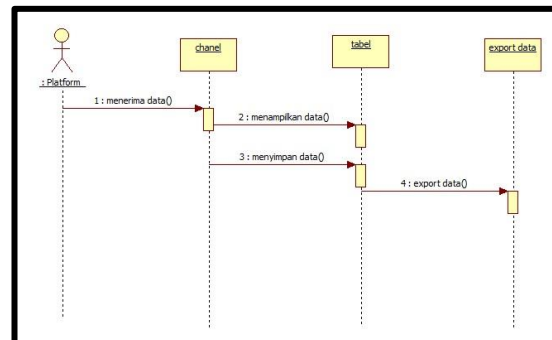 chanel
tabel
export data
: Platform
1 : menerima data()
2 : menampilkan data()
3 : menyimpan data()
4 : export data()